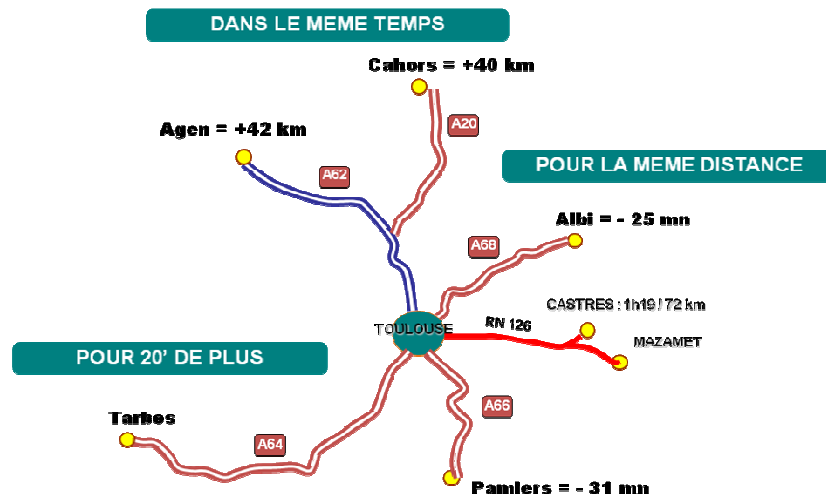 DANS LE MEME TEMPS
Cahors = +40 km
Agen = +42 km
A20
POUR LA MEME DISTANCE
A62
Albi = - 25 mn
A68
CASTRES : 1h19 / 72 km
TOULOUSE
RN 126
MAZAMET
POUR 20' DE PLUS
Tarbes
A66
A64
Pamiers = - 31 mn